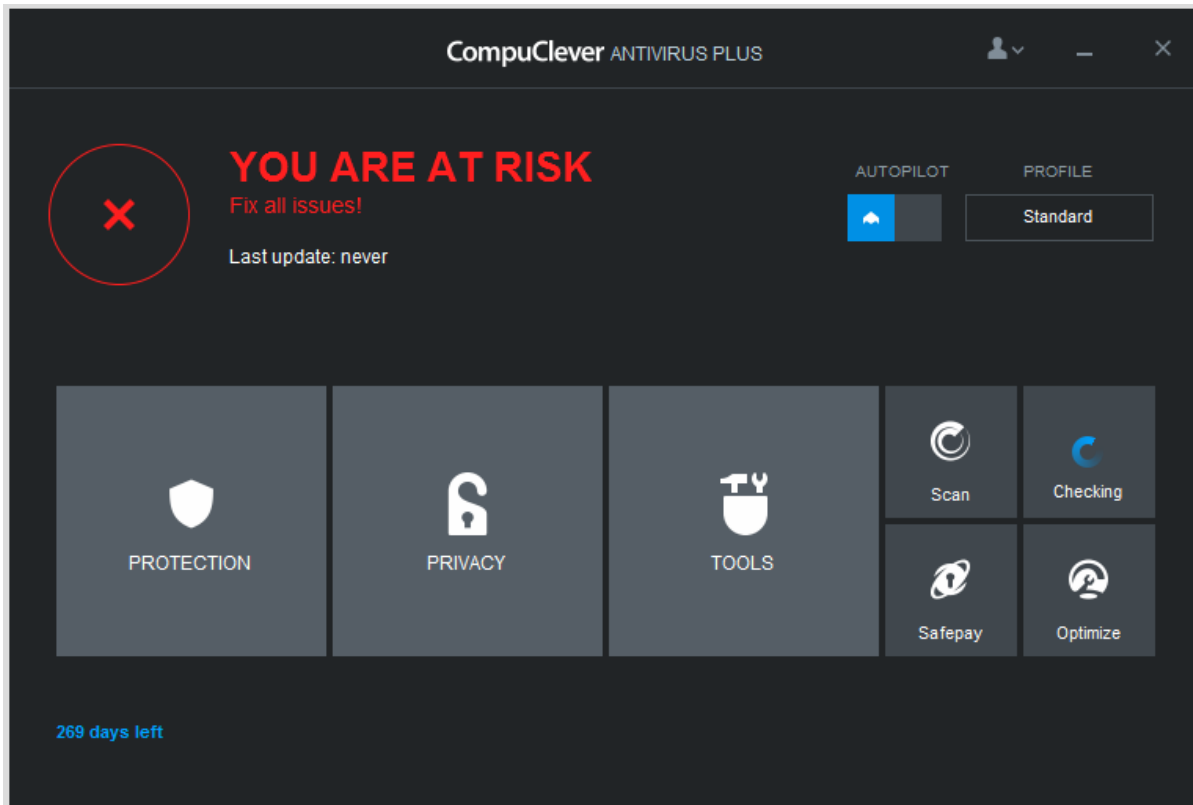 CompuClever ANTIVIRUS PLUS
YOU ARE AT RISK
Fix all issues!
Last update: never
AUTOPILOT
PROFILE
Standard
PROTECTION
PRIVACY
TOOLS
Scan
Checking
Safepay
Optimize
269 days left